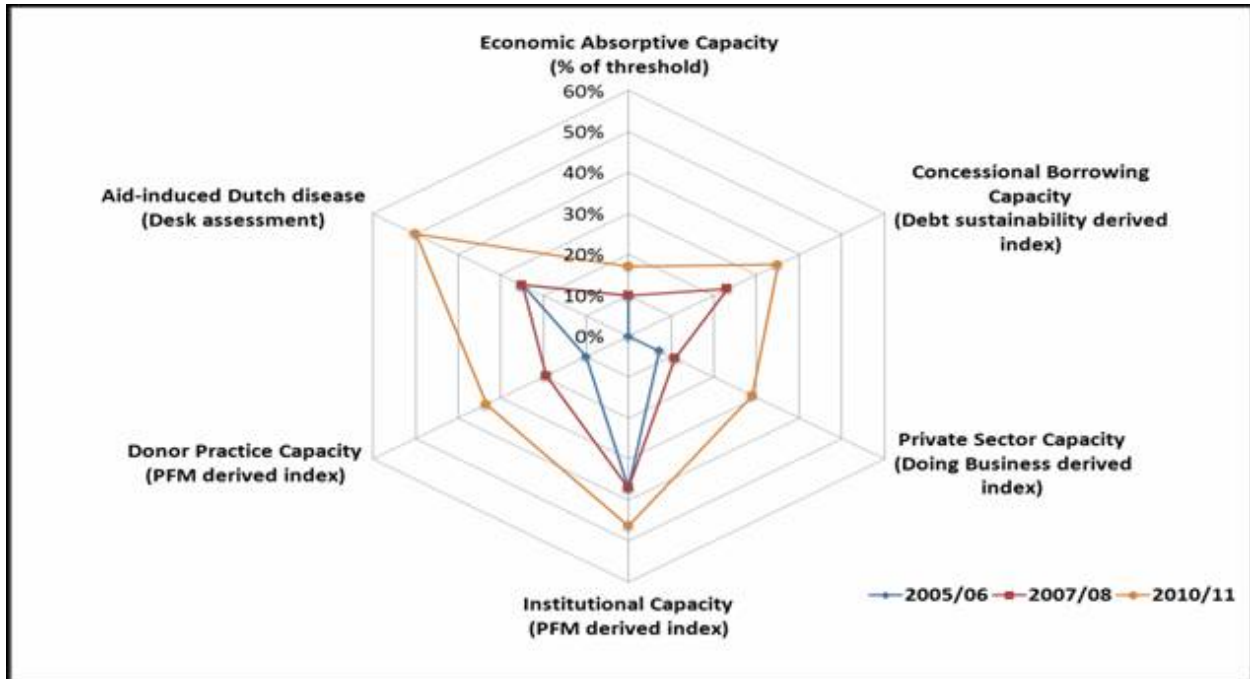 Economic Absorptive Capacity
(% of threshold)
60%
50%
40%
30%
20%
10%
0%
Concessional Borrowing
Capacity
(Debt sustainability derived
index)
Private Sector Capacity
(Doing Business derived
index)
Institutional Capacity
(PFM derived index)
Donor Practice Capacity
(PFM derived index)
Aid-induced Dutch disease
(Desk assessment)
2005/06 2007/08 2010/11